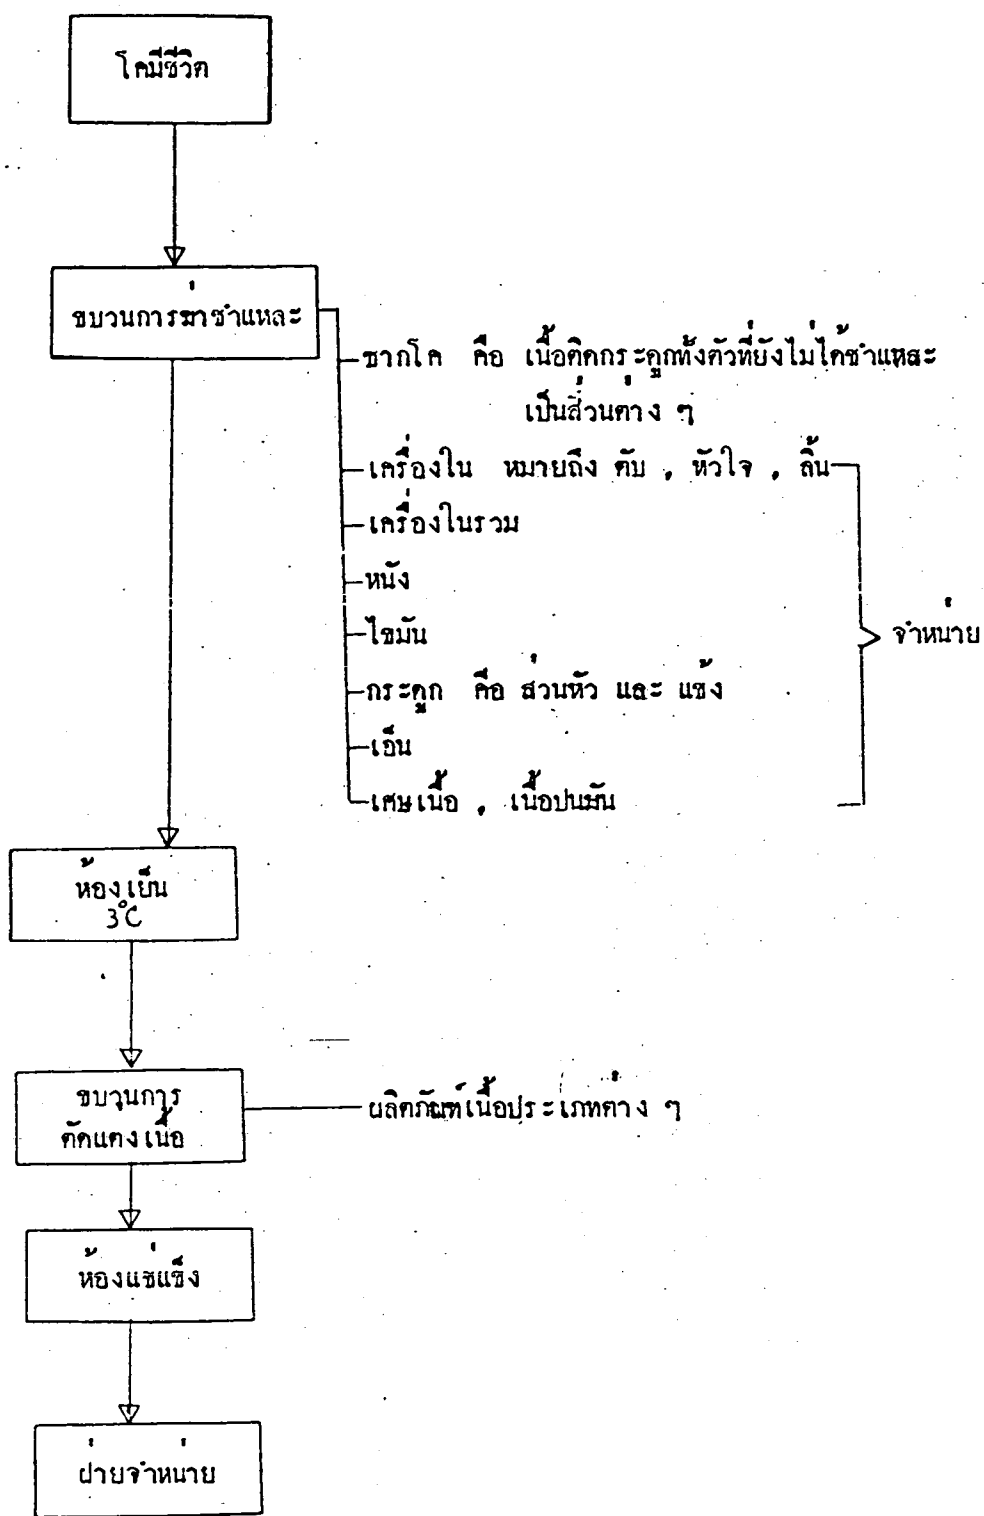 โคมีชีวิต
ขบวนการฆ่าชำแหละ
ซากโค คือ เนื้อติดกระดูกทั้งตัวที่ยังไม่ได้ชำแหละ
เป็นส่วนต่าง ๆ
เครื่องใน หมายถึง ตับ , หัวใจ , ลิ้น
เครื่องในรวม
หนัง
ไขมัน
จำหน่าย
กระดูก คือ ส่วนหัว และ แข้ง
เอ็น
เศษเนื้อ , เนื้อปนมัน
ห้องเย็น
3°C
ขบวนการ
ตัดแตงเนื้อ
ผลิตภัณฑ์เนื้อประเภทต่าง ๆ
ห้องแช่แข็ง
ฝ่ายจำหน่าย